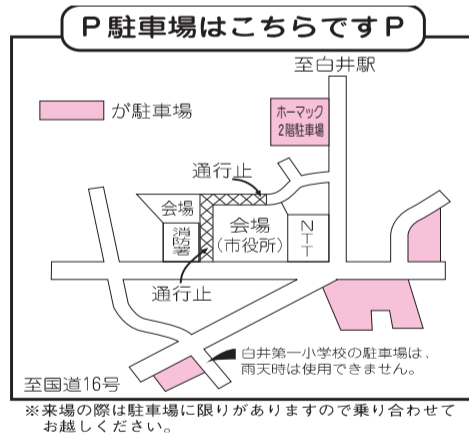 P駐車場はこちらですP
至白井駅
が駐車場
ホーマック
2階駐車場
通行止
会場
消防署
会場
(市役所)
NTT
通行止
白井第一小学校の駐車場は、
雨天時は使用できません。
至国道16号
※来場の際は駐車場に限りがありますので乗り合わせて
お越しください。